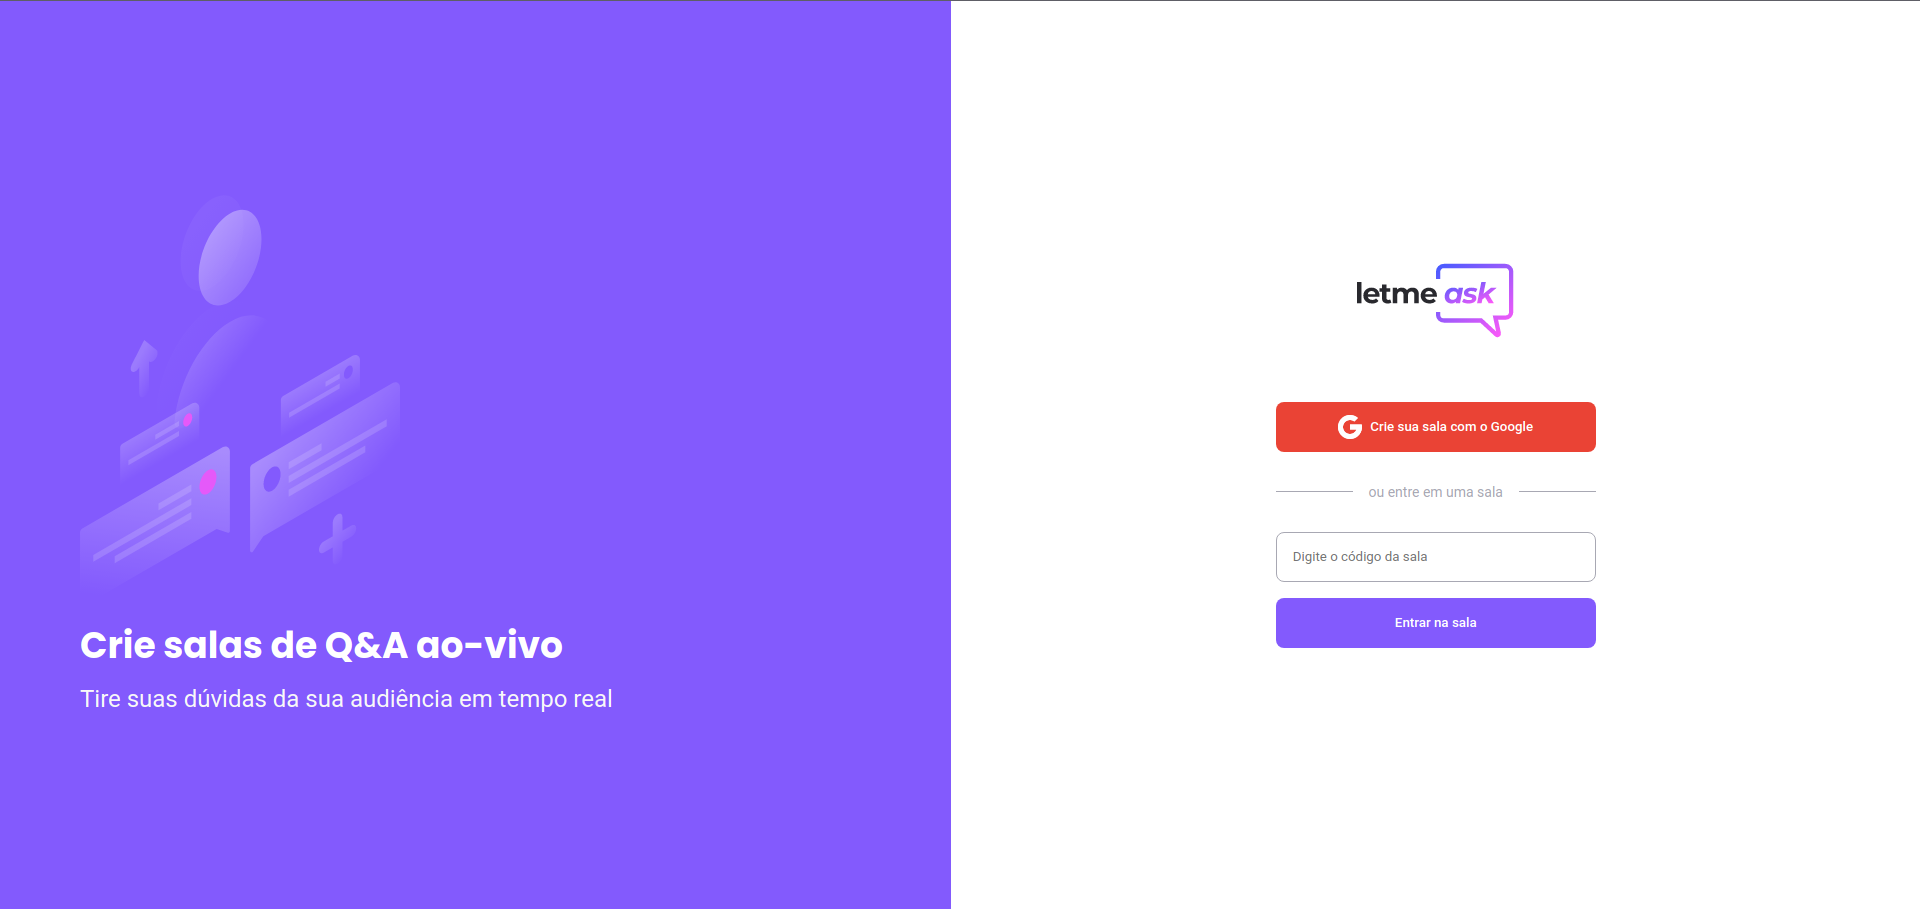 Crie salas de Q&A ao-vivo
Tire suas dúvidas da sua audiência em tempo real
letme ask
Crie sua sala com o Google
ou entre em uma sala
Digite o código da sala
Entrar na sala